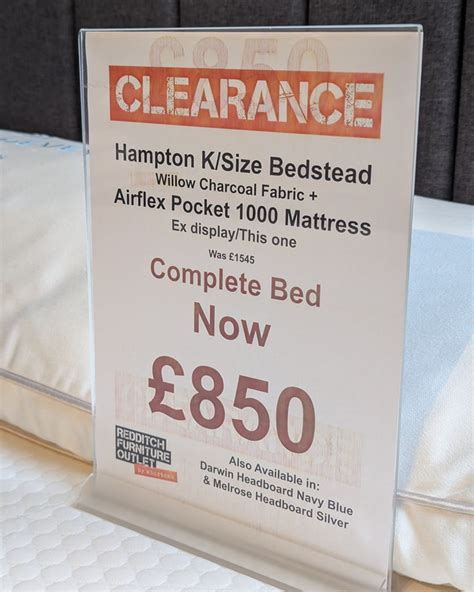 £850
CLEARANCE
Hampton K/Size Bedstead
Willow Charcoal Fabric +
Airflex Pocket 1000 Mattress
Ex display/This one
Was £1545
Complete Bed
Now
£850
REDDITCH
FURNITURE
OUTLET
Also Available in:
Darwin Headboard Navy Blue
& Melrose Headboard Silver